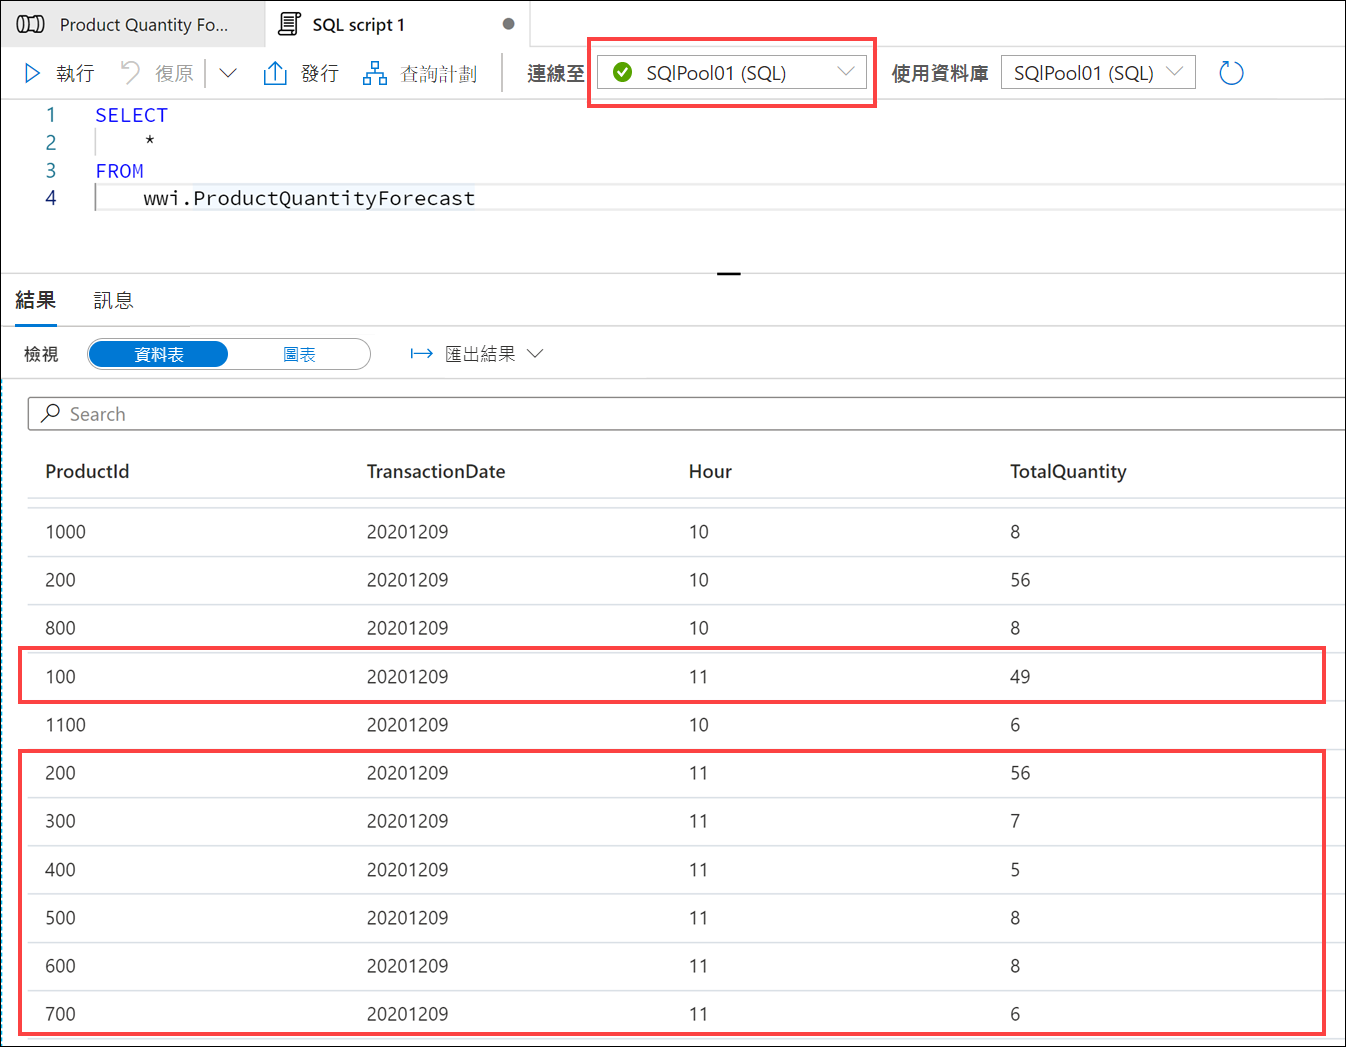 Product Quantity Fo... SQL script 1
執行 復原 發行 查詢計劃 連線至 SQlPool01 (SQL) 使用資料庫 SQlPool01 (SQL)
1 SELECT
2 *
3 FROM
4 wwi.ProductQuantityForecast
結果 訊息
檢視 資料表 圖表 匯出結果
Search
ProductId TransactionDate Hour TotalQuantity
1000 20201209 10 8
200 20201209 10 56
800 20201209 10 8
100 20201209 11 49
1100 20201209 10 6
200 20201209 11 56
300 20201209 11 7
400 20201209 11 5
500 20201209 11 8
600 20201209 11 8
700 20201209 11 6